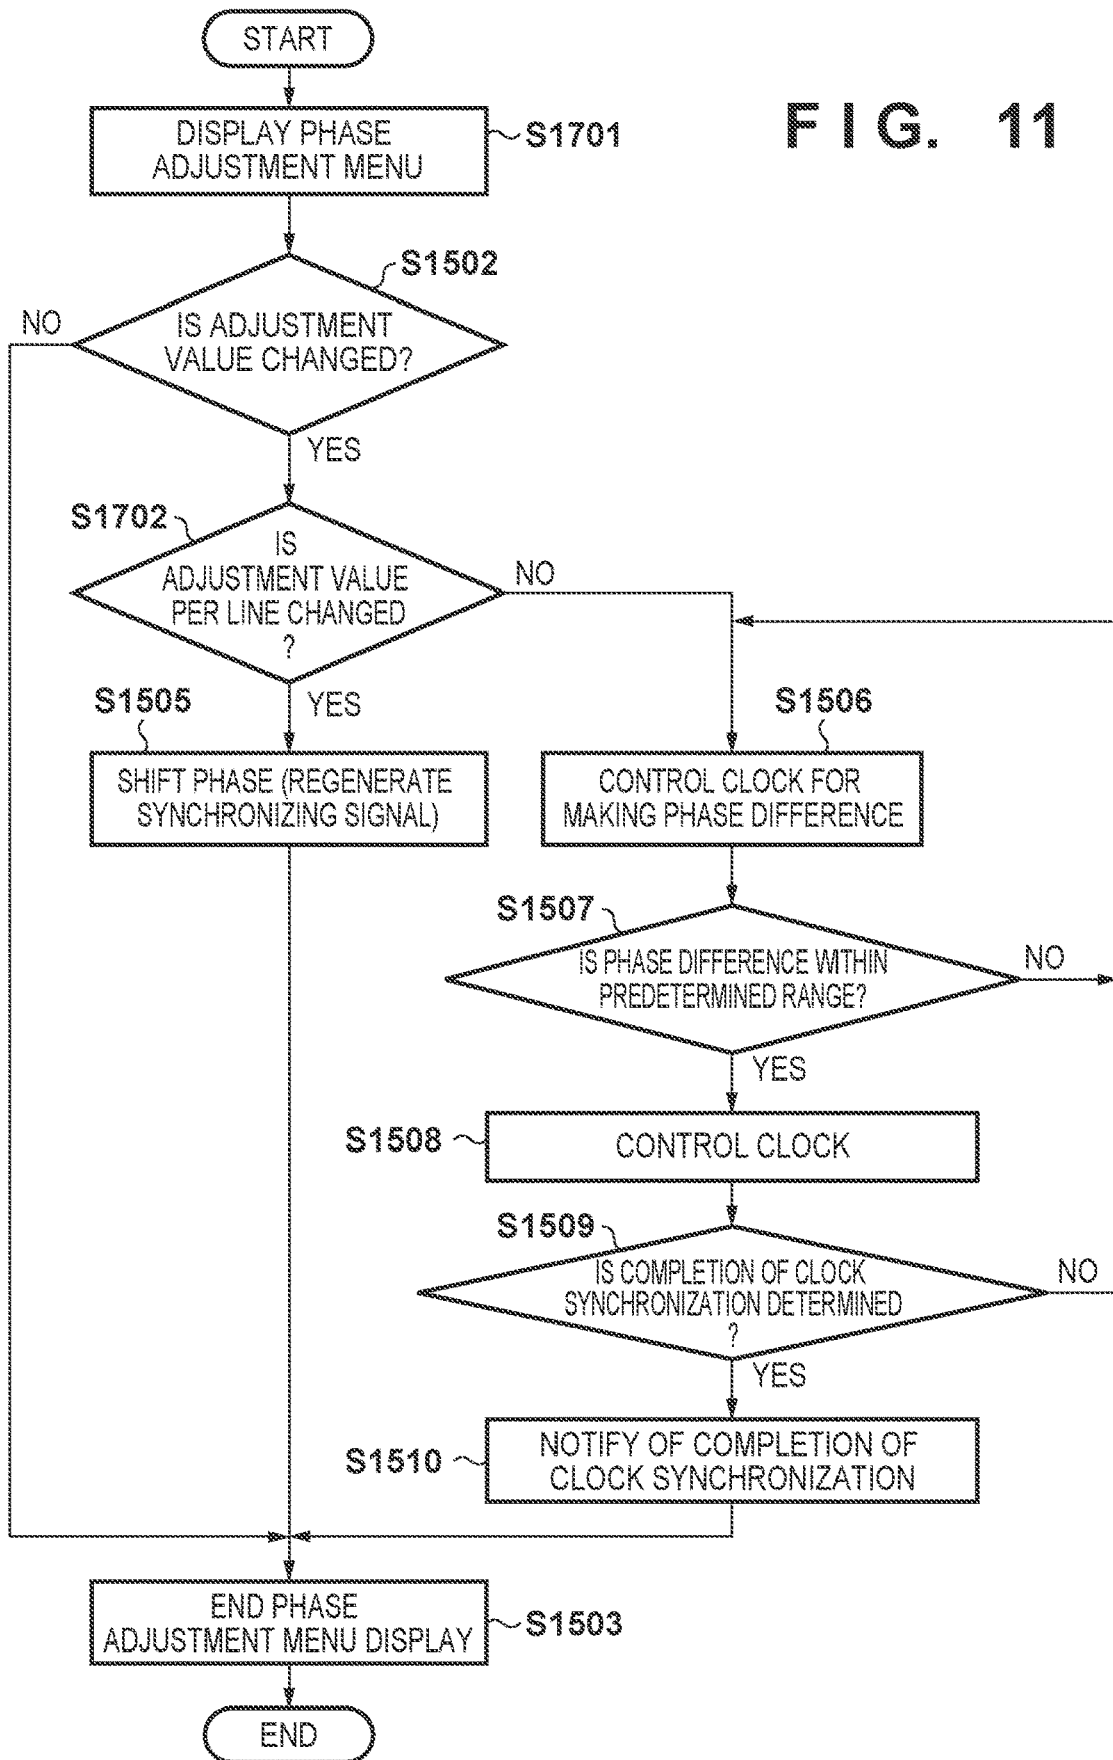 START
FIG. 11
DISPLAY PHASE
ADJUSTMENT MENU
S1701
S1502
NO
IS ADJUSTMENT
VALUE CHANGED?
YES
S1702
IS
ADJUSTMENT VALUE
PER LINE CHANGED
?
NO
YES
S1505
SHIFT PHASE (REGENERATE
SYNCHRONIZING SIGNAL)
S1506
CONTROL CLOCK FOR
MAKING PHASE DIFFERENCE
S1507
IS PHASE DIFFERENCE WITHIN
PREDETERMINED RANGE?
NO
YES
S1508
CONTROL CLOCK
S1509
IS COMPLETION OF CLOCK
SYNCHRONIZATION DETERMINED
?
NO
YES
S1510
NOTIFY OF COMPLETION OF
CLOCK SYNCHRONIZATION
END PHASE
ADJUSTMENT MENU DISPLAY
S1503
END